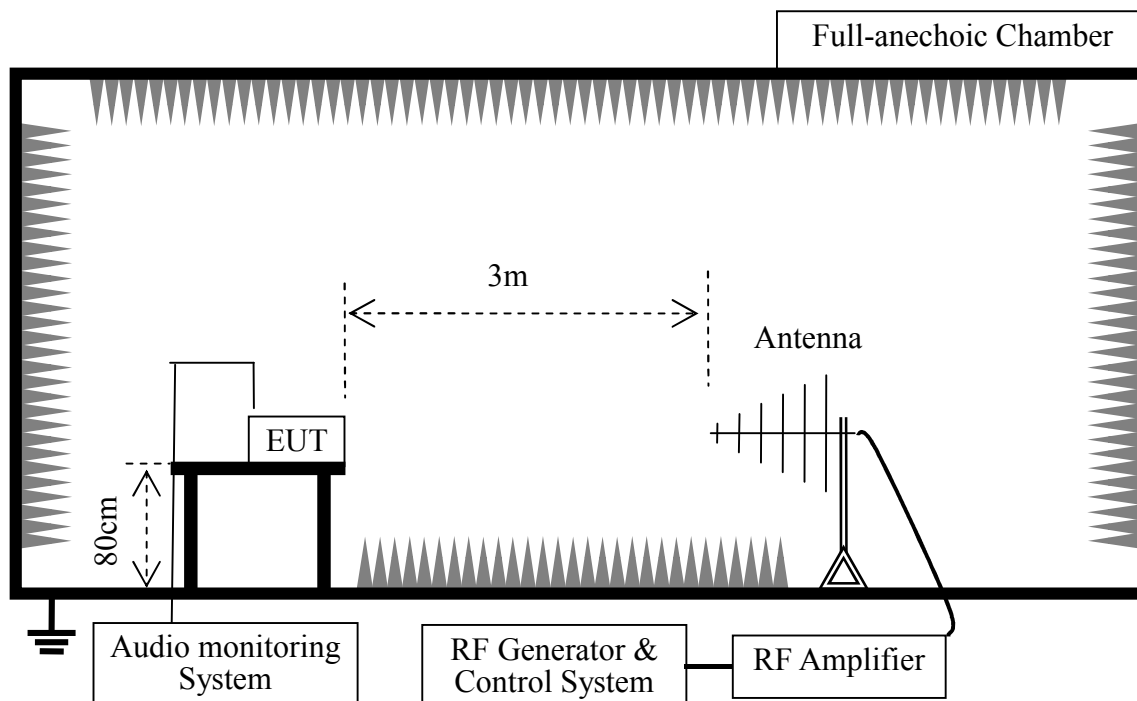 Full-anechoic Chamber
3m
Antenna
EUT
80cm
Audio monitoring
System
RF Generator &
Control System
RF Amplifier